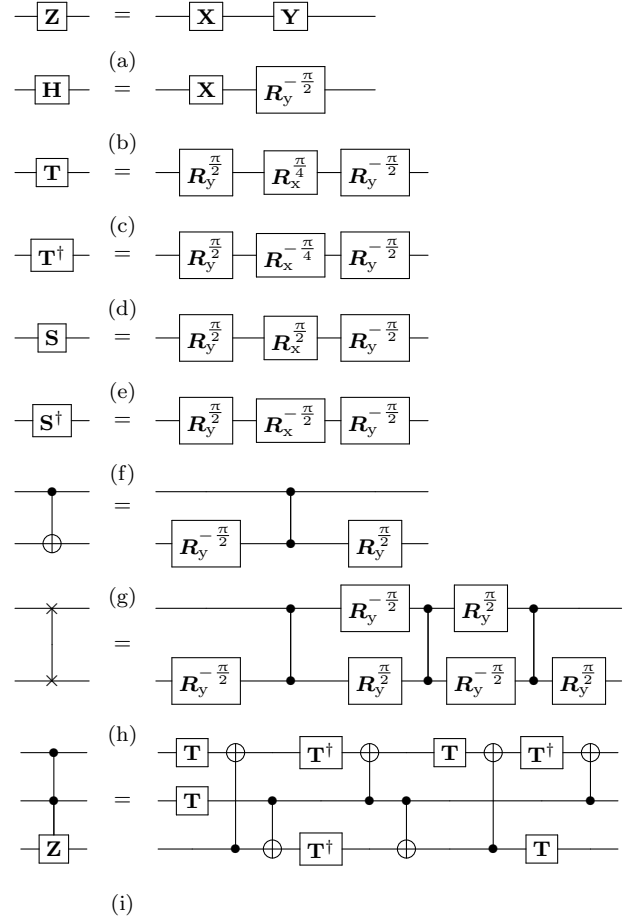 Z = X Y
(a)
H = X R_y^{-π/2}
(b)
T = R_y^{π/2} R_x^{π/4} R_y^{-π/2}
(c)
T† = R_y^{π/2} R_x^{-π/4} R_y^{-π/2}
(d)
S = R_y^{π/2} R_x^{π/2} R_y^{-π/2}
(e)
S† = R_y^{π/2} R_x^{-π/2} R_y^{-π/2}
(f)
=
R_y^{-π/2} R_y^{π/2}
(g)
R_y^{-π/2} R_y^{π/2}
=
R_y^{-π/2} R_y^{π/2} R_y^{-π/2} R_y^{π/2}
(h)
T T† T T†
= T
Z T† T
(i)